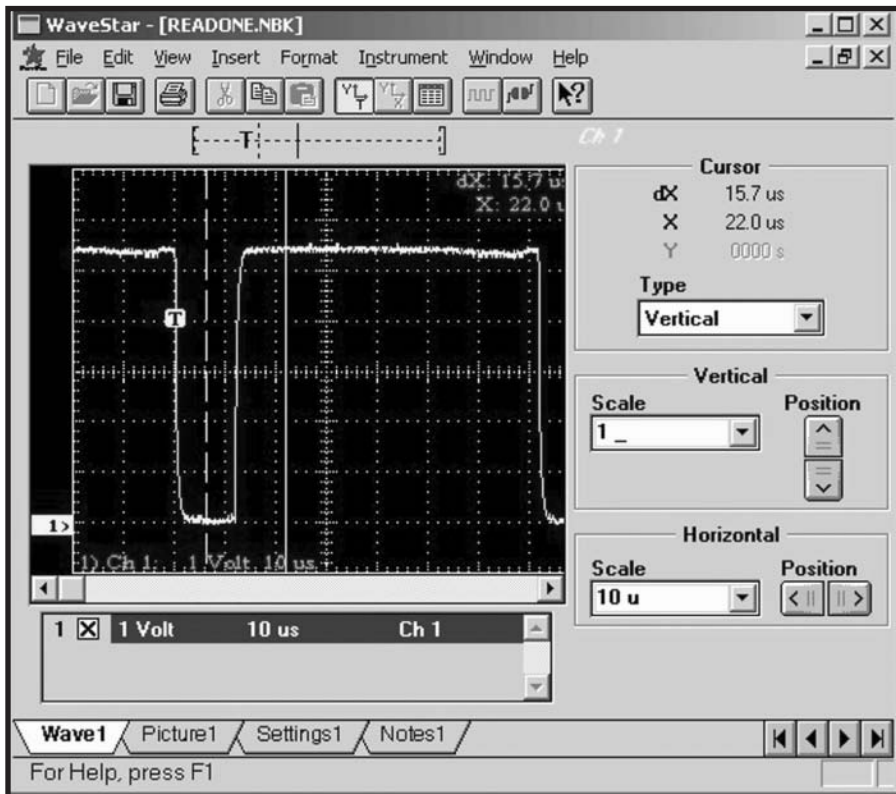 WaveStar - [READONE.NBK]
File Edit View Insert Format Instrument Window Help
T
Ch 1
dX: 15.7 us
X: 22.0 u
T
1>
1) Ch 1: 1 Volt 10 us
Cursor
dX 15.7 us
X 22.0 us
Y 0000 s
Type
Vertical
Vertical
Scale Position
1 _
Horizontal
Scale Position
10 u
1 1 Volt 10 us Ch 1
Wave1 Picture1 Settings1 Notes1
For Help, press F1